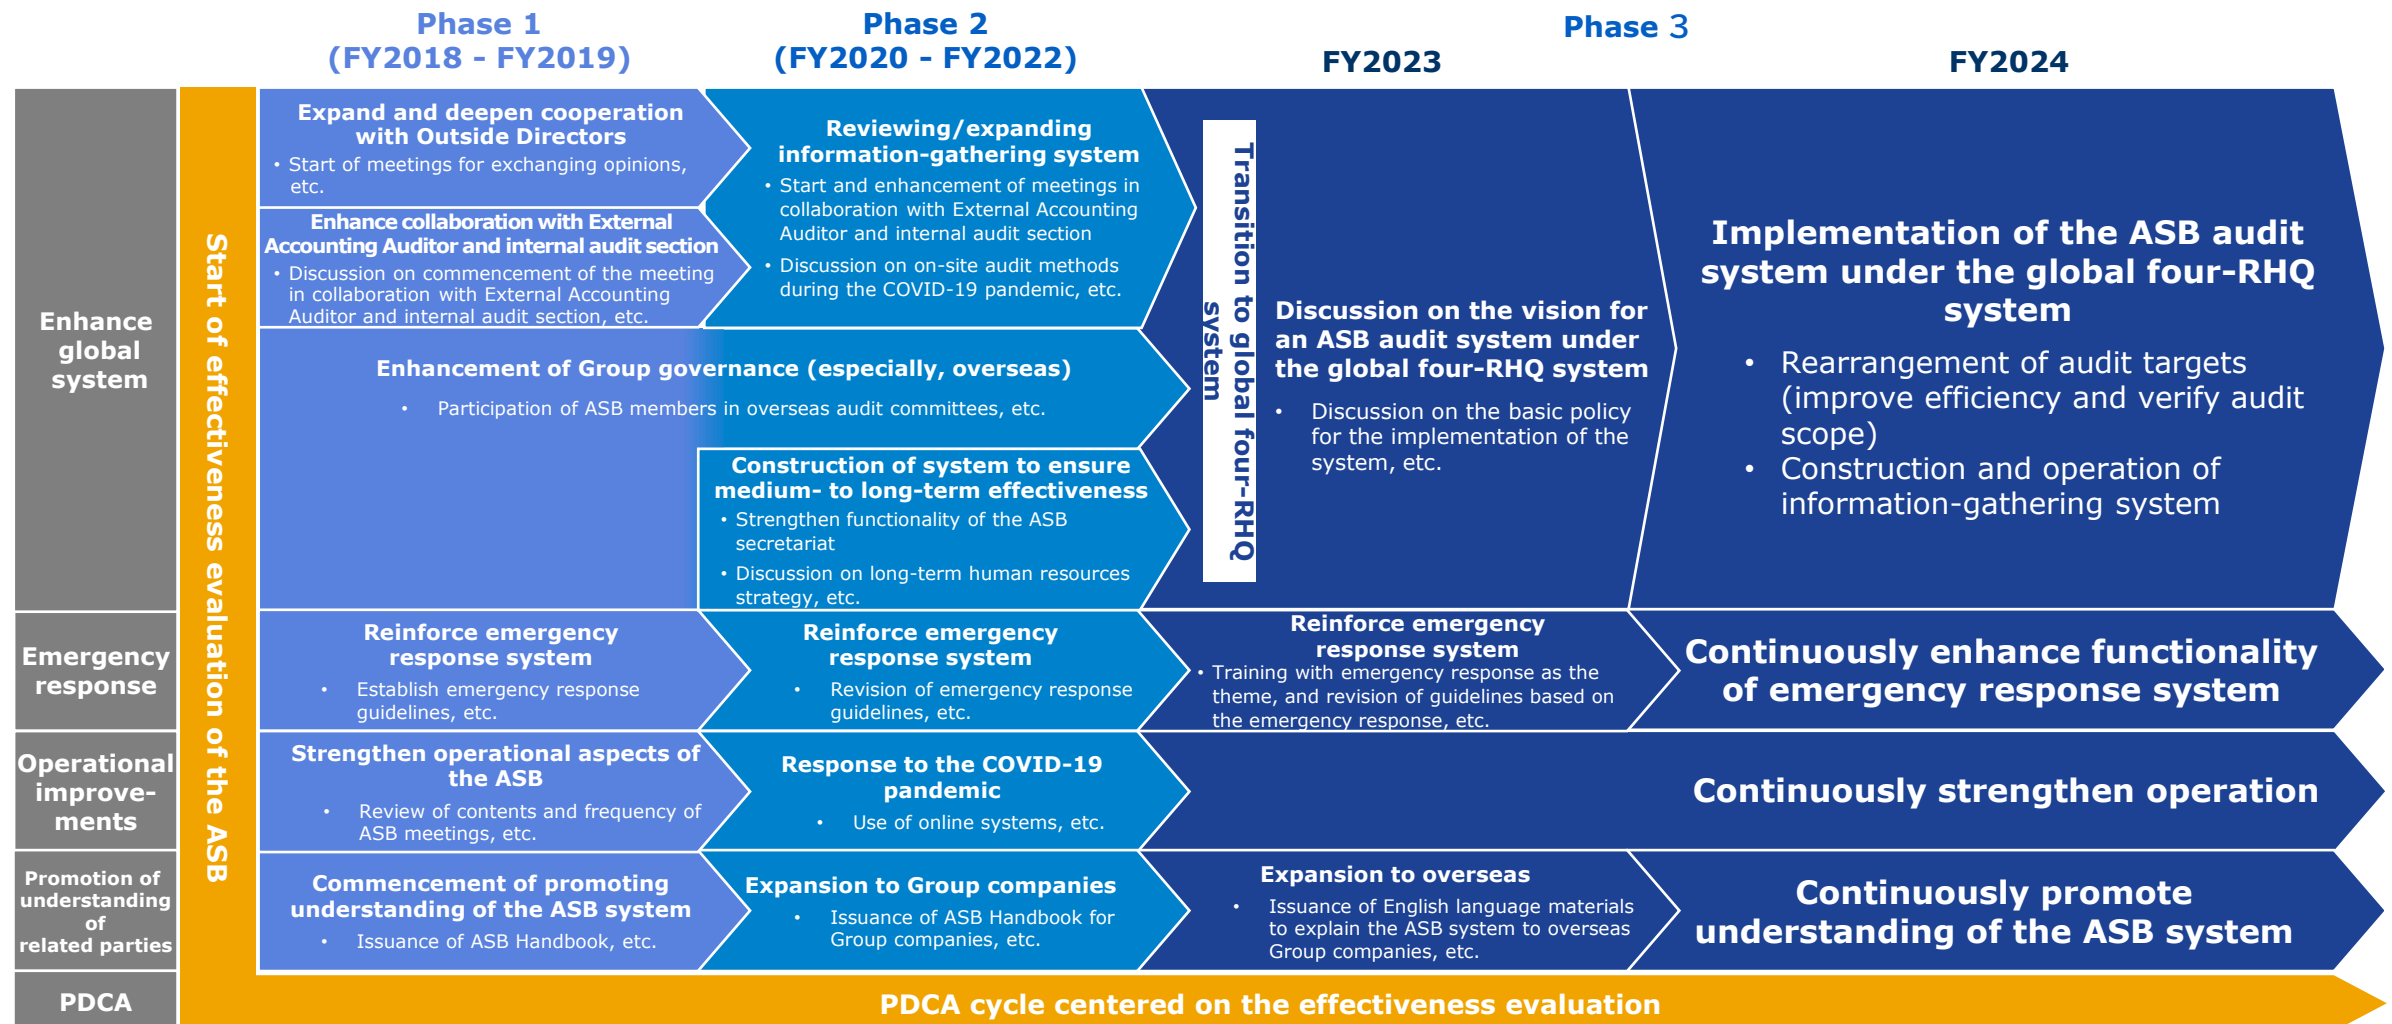 Phase 1
(FY2018 - FY2019)
Phase 2
(FY2020 - FY2022)
Phase 3
FY2023
FY2024
Enhance
global
system
Start of effectiveness evaluation of the ASB
Expand and deepen cooperation
with Outside Directors
• Start of meetings for exchanging opinions,
etc.
Enhance collaboration with External
Accounting Auditor and internal audit section
• Discussion on commencement of the meeting
in collaboration with External Accounting
Auditor and internal audit section, etc.
Reviewing/expanding
information-gathering system
• Start and enhancement of meetings in
collaboration with External Accounting
Auditor and internal audit section
• Discussion on on-site audit methods
during the COVID-19 pandemic, etc.
Enhancement of Group governance (especially, overseas)
• Participation of ASB members in overseas audit committees, etc.
Construction of system to ensure
medium- to long-term effectiveness
• Strengthen functionality of the ASB
secretariat
• Discussion on long-term human resources
strategy, etc.
Transition to global four-RHQ
system
Discussion on the vision for
an ASB audit system under
the global four-RHQ system
• Discussion on the basic policy
for the implementation of the
system, etc.
Implementation of the ASB audit
system under the global four-RHQ
system
• Rearrangement of audit targets
(improve efficiency and verify audit
scope)
• Construction and operation of
information-gathering system
Emergency
response
Reinforce emergency
response system
• Establish emergency response
guidelines, etc.
Reinforce emergency
response system
• Revision of emergency response
guidelines, etc.
Reinforce emergency
response system
• Training with emergency response as the
theme, and revision of guidelines based on
the emergency response, etc.
Continuously enhance functionality
of emergency response system
Operational
improve-
ments
Strengthen operational aspects of
the ASB
• Review of contents and frequency of
ASB meetings, etc.
Response to the COVID-19
pandemic
• Use of online systems, etc.
Continuously strengthen operation
Promotion of
understanding
of
related parties
Commencement of promoting
understanding of the ASB system
• Issuance of ASB Handbook, etc.
Expansion to Group companies
• Issuance of ASB Handbook for
Group companies, etc.
Expansion to overseas
• Issuance of English language materials
to explain the ASB system to overseas
Group companies, etc.
Continuously promote
understanding of the ASB system
PDCA
PDCA cycle centered on the effectiveness evaluation